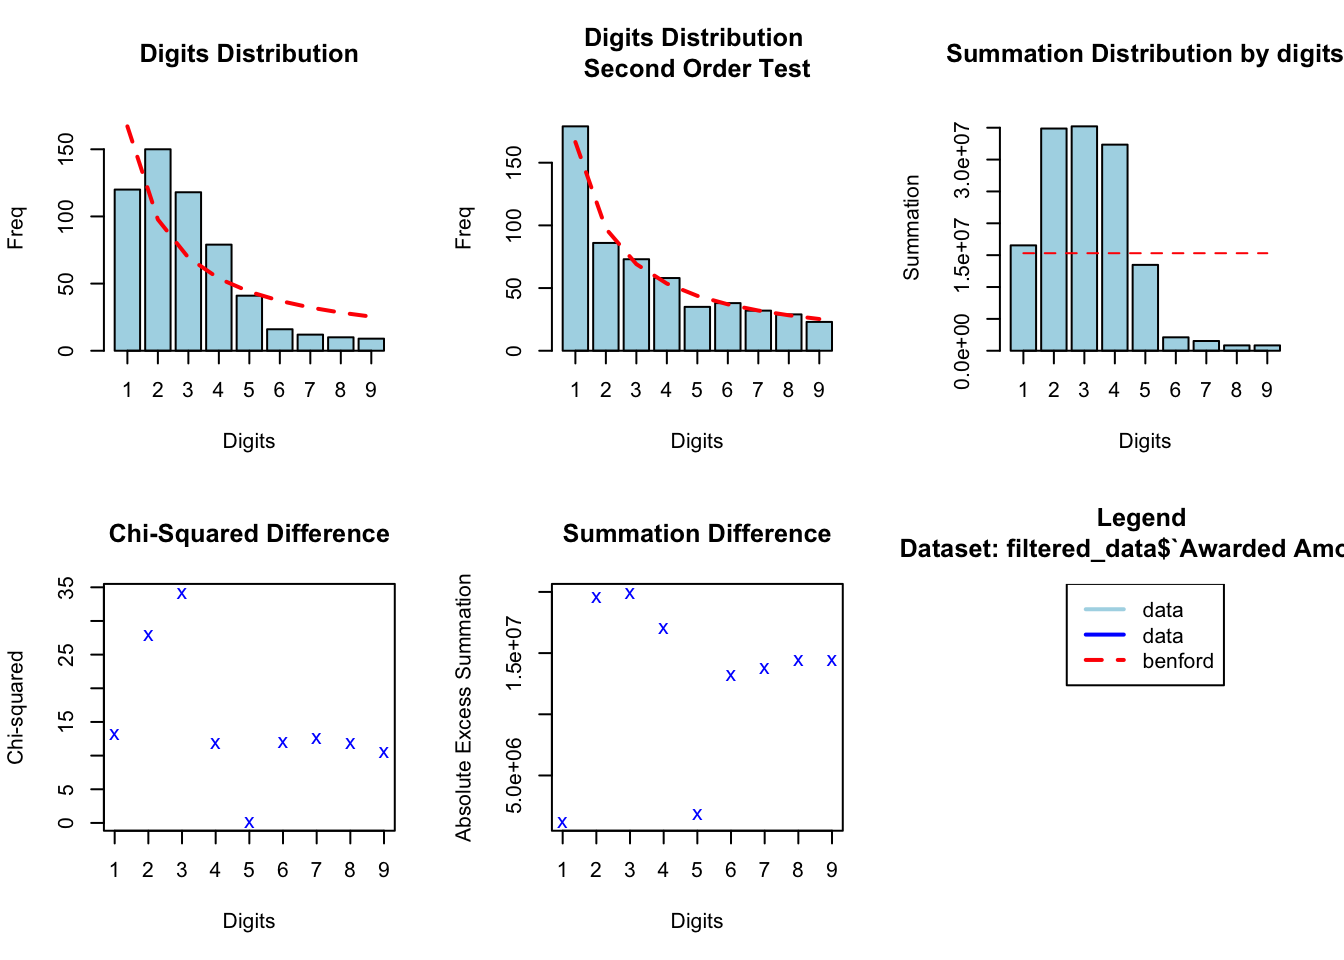 Digits Distribution
Freq
0
50
100
150
1 2 3 4 5 6 7 8 9
Digits
Digits Distribution
Second Order Test
Freq
0
50
100
150
1 2 3 4 5 6 7 8 9
Digits
Summation Distribution by digits
Summation
0.0e+00
1.5e+07
3.0e+07
1 2 3 4 5 6 7 8 9
Digits
Chi-Squared Difference
Chi-squared
0
5
15
25
35
1 2 3 4 5 6 7 8 9
Digits
Summation Difference
Absolute Excess Summation
5.0e+06
1.5e+07
1 2 3 4 5 6 7 8 9
Digits
Legend
Dataset: filtered_data$`Awarded Amo
data
data
benford